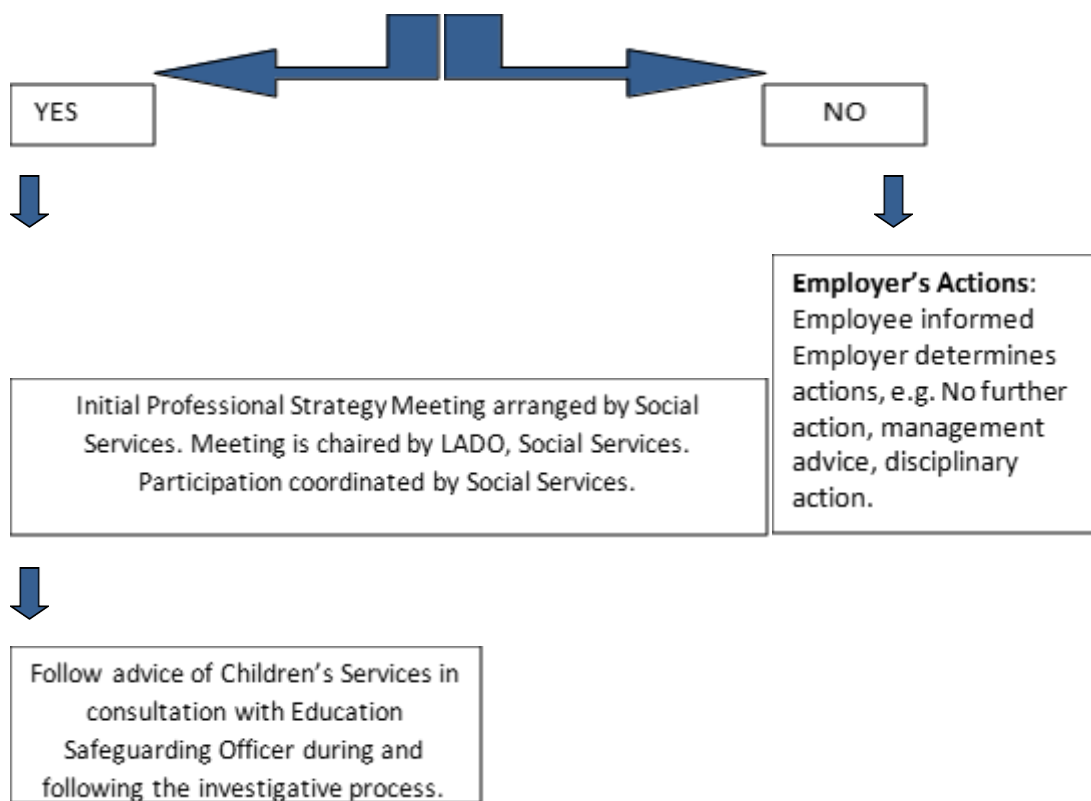 YES
NO
Employer’s Actions:
Employee informed
Employer determines
actions, e.g. No further
action, management
advice, disciplinary
action.
Initial Professional Strategy Meeting arranged by Social
Services. Meeting is chaired by LADO, Social Services.
Participation coordinated by Social Services.
Follow advice of Children’s Services in
consultation with Education
Safeguarding Officer during and
following the investigative process.